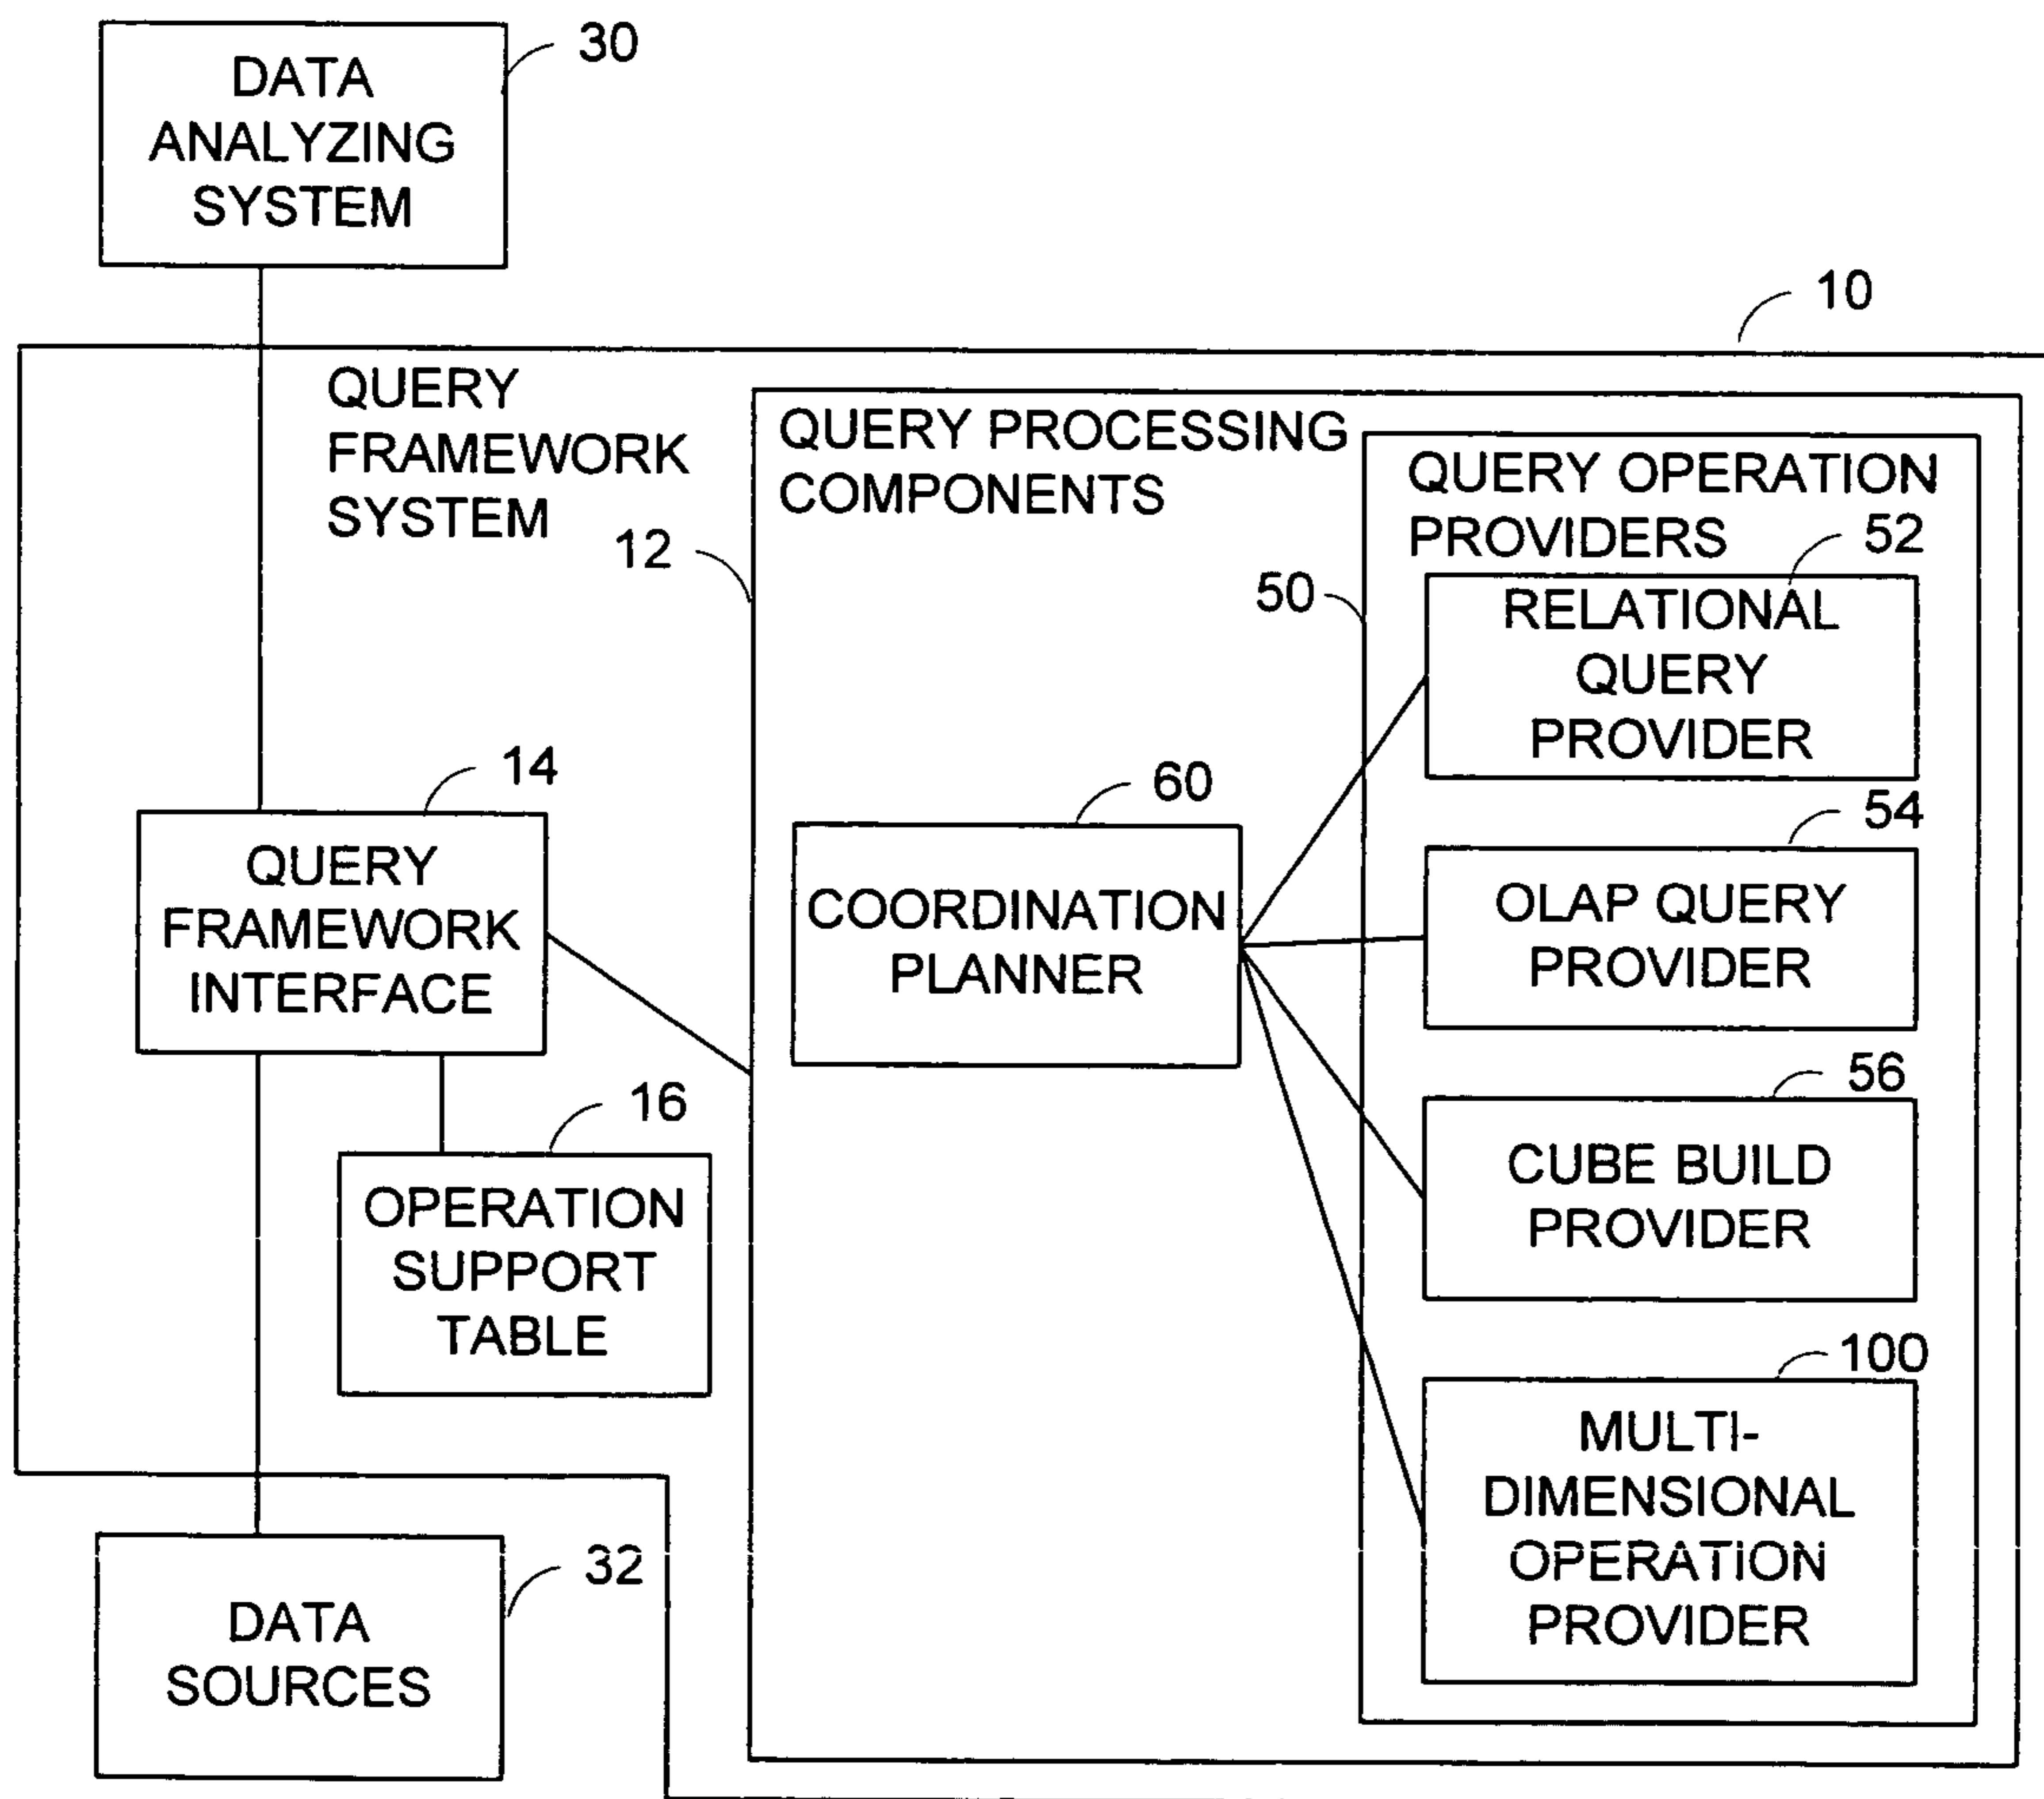 30
DATA
ANALYZING
SYSTEM
10
QUERY
FRAMEWORK
SYSTEM
12
QUERY PROCESSING
COMPONENTS
QUERY OPERATION
PROVIDERS
50
52
RELATIONAL
QUERY
PROVIDER
14
QUERY
FRAMEWORK
INTERFACE
60
COORDINATION
PLANNER
54
OLAP QUERY
PROVIDER
16
OPERATION
SUPPORT
TABLE
56
CUBE BUILD
PROVIDER
100
MULTI-
DIMENSIONAL
OPERATION
PROVIDER
32
DATA
SOURCES